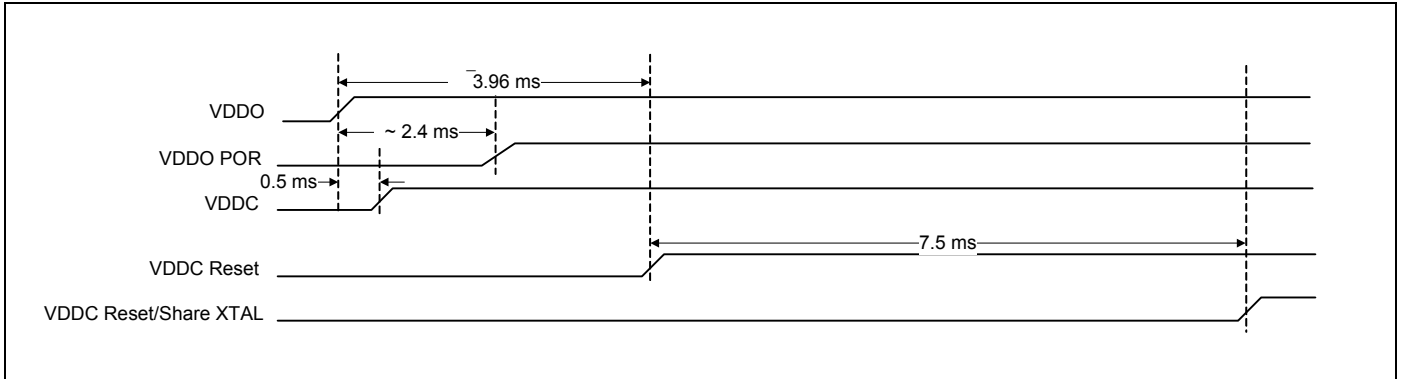 ‾3.96 ms
VDDO
~ 2.4 ms
VDDO POR
0.5 ms
VDDC
7.5 ms
VDDC Reset
VDDC Reset/Share XTAL